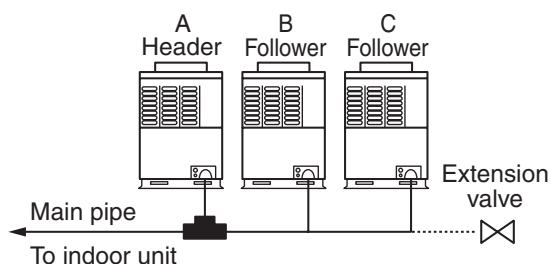 A
Header
B
Follower
C
Follower
Extension
valve
Main pipe
To indoor unit